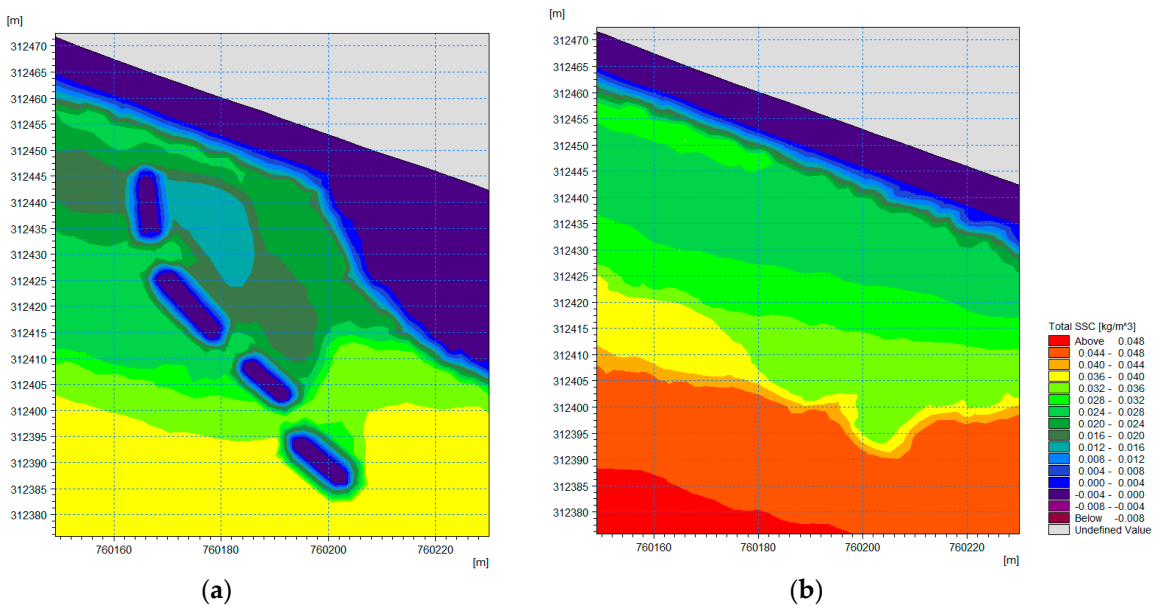 [m]
312470
312465
312460
312455
312450
312445
312440
312435
312430
312425
312420
312415
312410
312405
312400
312395
312390
312385
312380
760160 760180 760200 760220
[m]
(a)
[m]
312470
312465
312460
312455
312450
312445
312440
312435
312430
312425
312420
312415
312410
312405
312400
312395
312390
312385
312380
760160 760180 760200 760220
[m]
(b)
Total SSC [kg/m^3]
Above 0.048
0.044 - 0.048
0.040 - 0.044
0.036 - 0.040
0.032 - 0.036
0.028 - 0.032
0.024 - 0.028
0.020 - 0.024
0.016 - 0.020
0.012 - 0.016
0.008 - 0.012
0.004 - 0.008
0.000 - 0.004
-0.004 - 0.000
-0.008 - -0.004
Below -0.008
Undefined Value